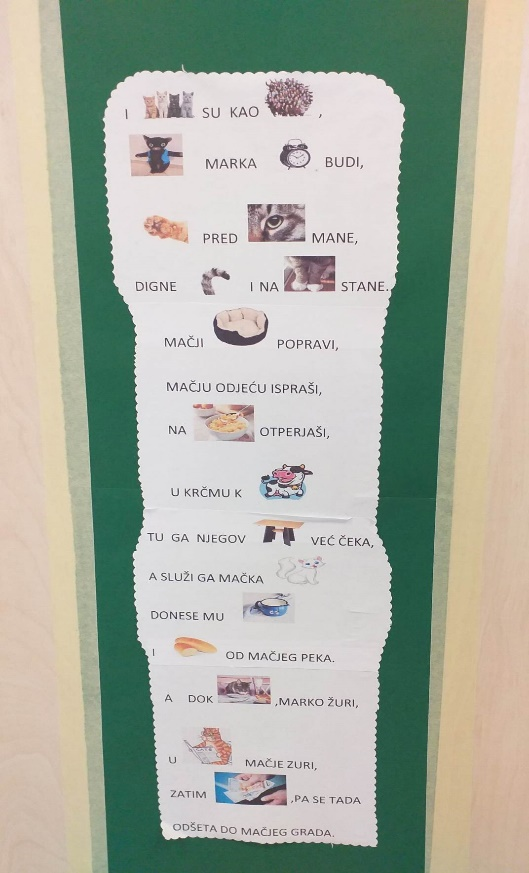 I SU KAO ,
MARKA BUDI,
PRED MANE,
DIGNE I NA STANE.
MAČJI POPRAVI,
MAČJU ODJEĆU ISPRAŠI,
NA OTPERJAŠI,
U KRČMU K
TU GA NJEGOV VEĆ ČEKA,
A SLUŽI GA MAČKA
DONESE MU
I OD MAČJEG PEKA.
A DOK ,MARKO ŽURI,
U MAČJE ZURI,
ZATIM ,PA SE TADA
ODŠETA DO MAČJEG GRADA.